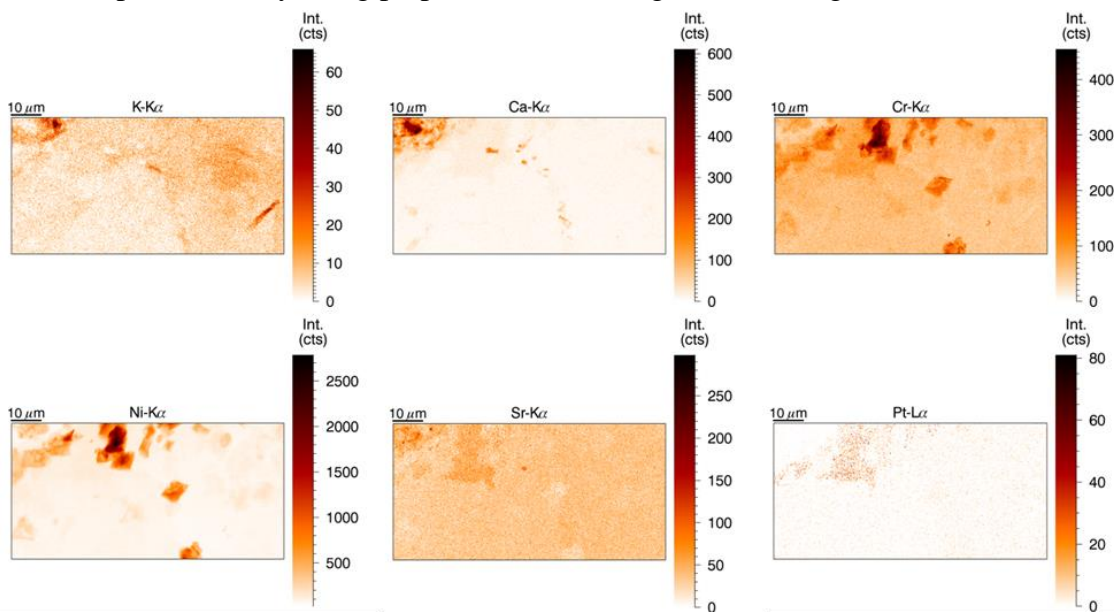 Int.
(cts)
60
50
40
30
20
10
0
10 μm
K-Kα
Int.
(cts)
600
500
400
300
200
100
0
10 μm
Ca-Kα
Int.
(cts)
400
300
200
100
0
10 μm
Cr-Kα
Int.
(cts)
2500
2000
1500
1000
500
10 μm
Ni-Kα
Int.
(cts)
250
200
150
100
50
0
10 μm
Sr-Kα
Int.
(cts)
80
60
40
20
0
10 μm
Pt-Lα